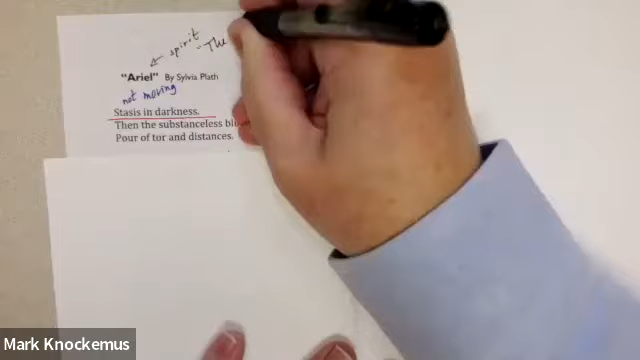 spirit - The
"Ariel" By Sylvia Plath
not moving
Stasis in darkness.
Then the substanceless
Pour of tor and distances.
Mark Knockemus